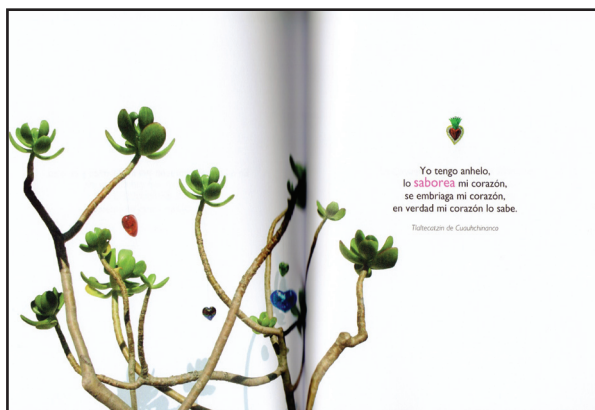 Yo tengo anhelo,
lo saborea mi corazón,
se embriaga mi corazón,
en verdad mi corazón lo sabe.
Tlaltecatzin de Cuauhchinanco